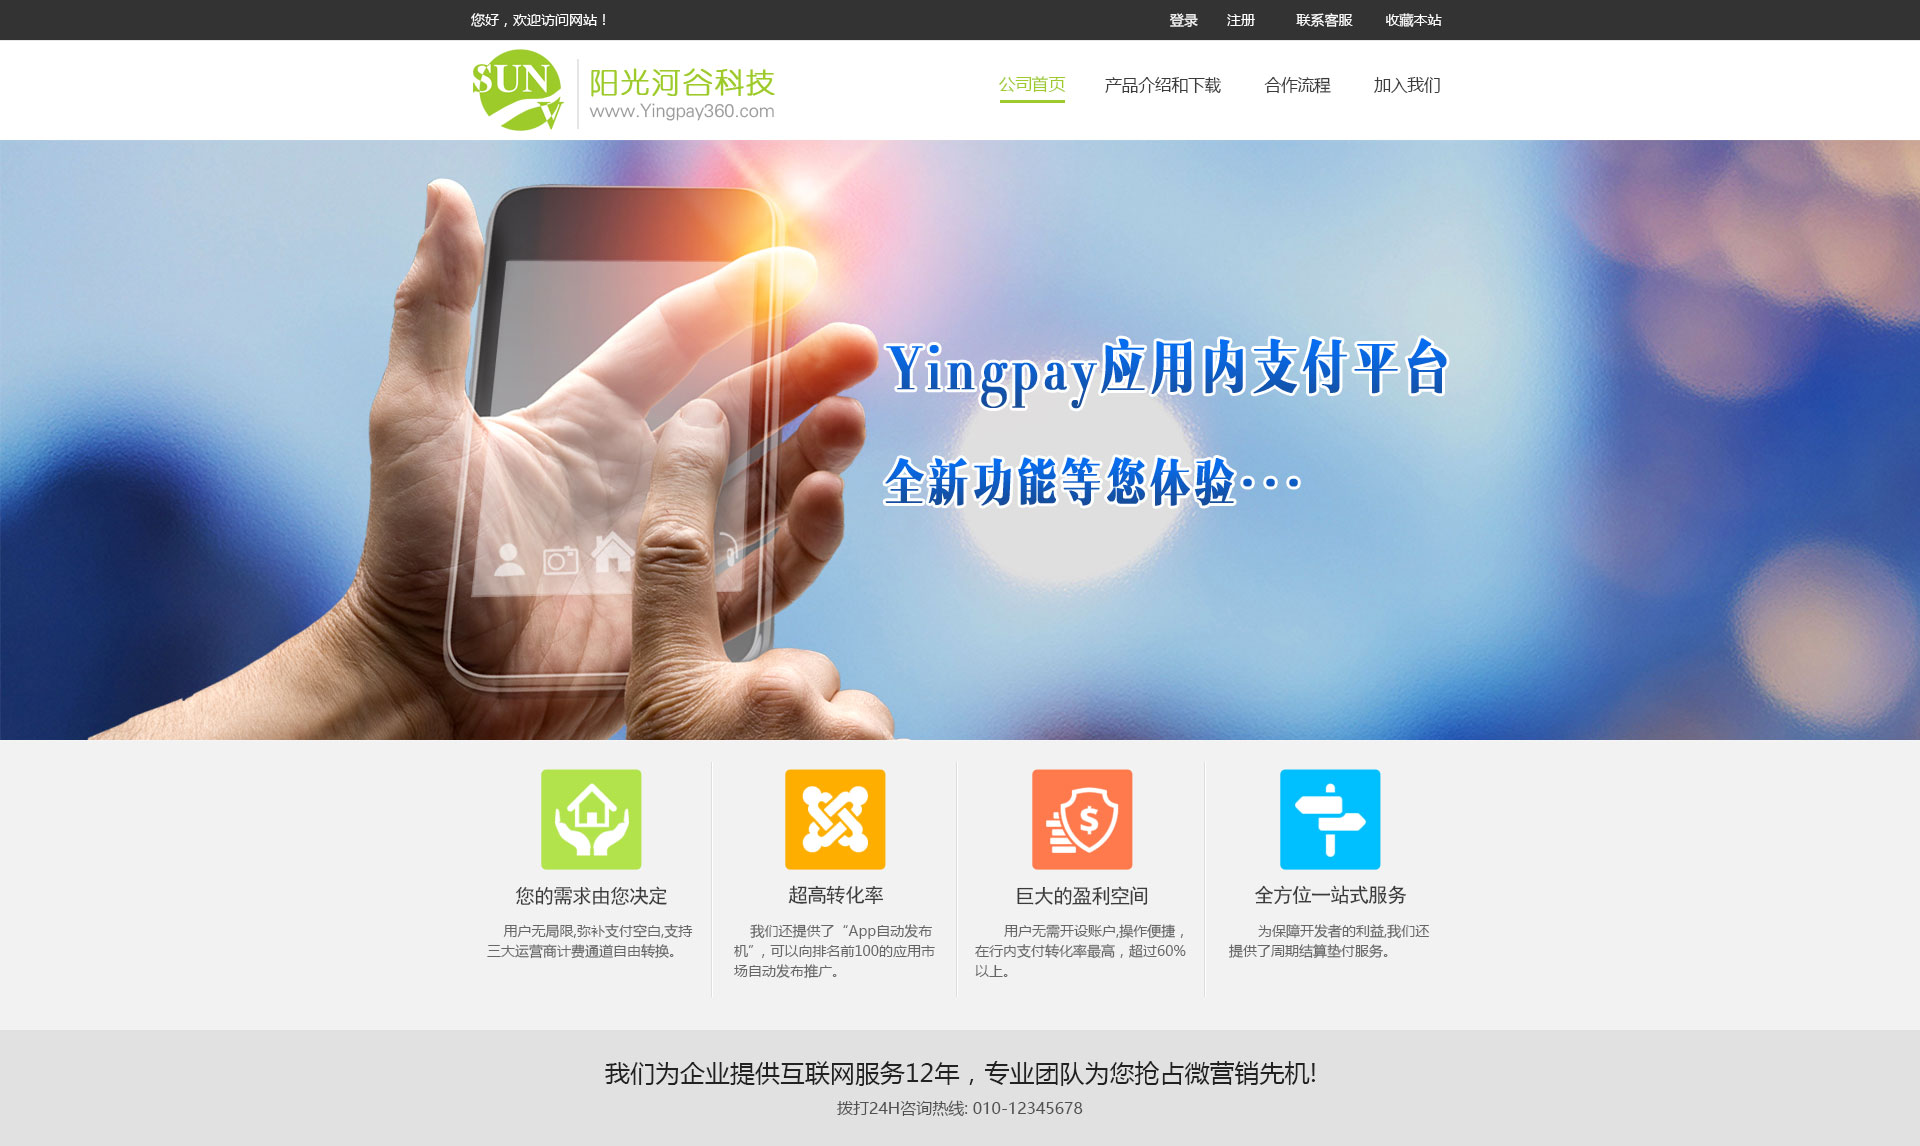 您好，欢迎访问网站！
登录 注册 联系客服 收藏本站
SUN V
阳光河谷科技
www.Yingpay360.com
公司首页 产品介绍和下载 合作流程 加入我们
Yingpay应用内支付平台
全新功能等您体验···
您的需求由您决定
用户无局限,弥补支付空白,支持
三大运营商计费通道自由转换。
超高转化率
我们还提供了“App自动发布
机”，可以向排名前100的应用市
场自动发布推广。
巨大的盈利空间
用户无需开设账户,操作便捷，
在行内支付转化率最高，超过60%
以上。
全方位一站式服务
为保障开发者的利益,我们还
提供了周期结算垫付服务。
我们为企业提供互联网服务12年，专业团队为您抢占微营销先机!
拨打24H咨询热线: 010-12345678